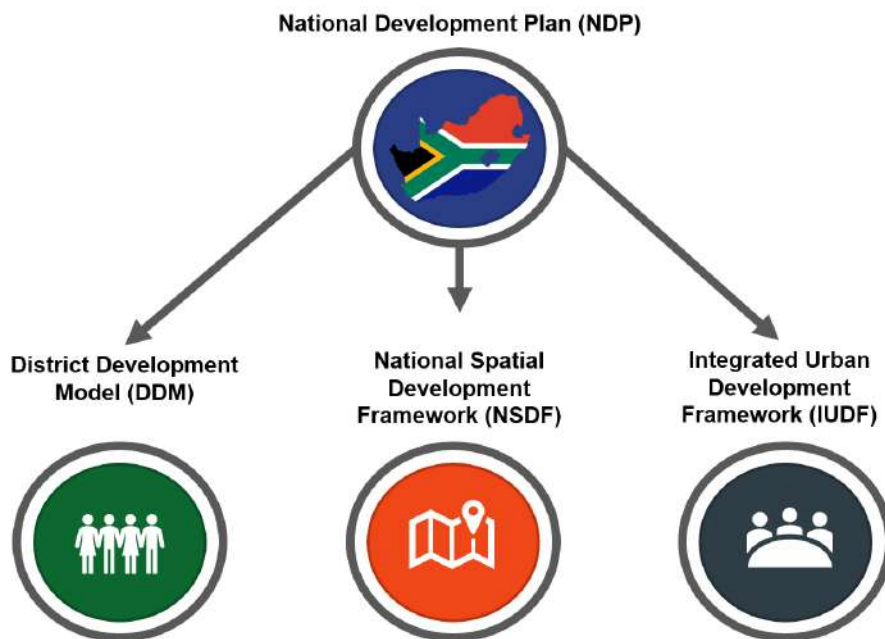 National Development Plan (NDP)
District Development
Model (DDM)
National Spatial
Development
Framework (NSDF)
Integrated Urban
Development
Framework (IUDF)